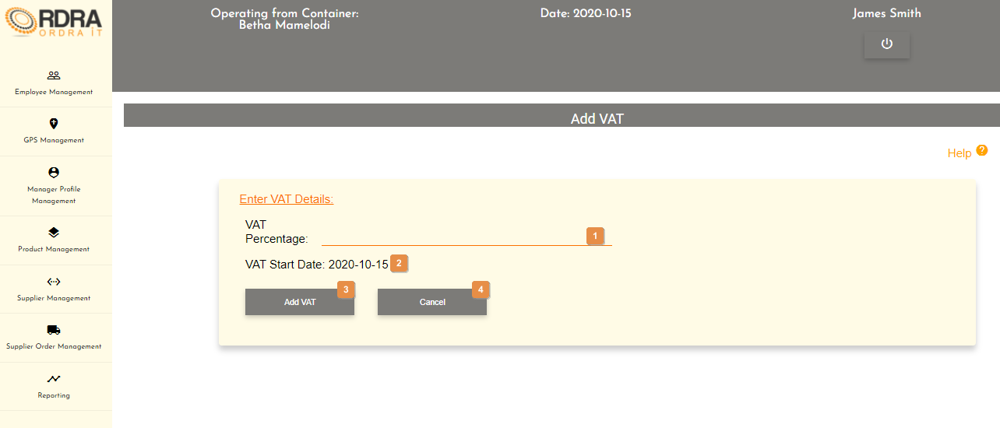 RDRA
ORDRA ÍT
Operating from Container:
Betha Mamelodi
Date: 2020-10-15
James Smith
Employee Management
GPS Management
Manager Profile
Management
Product Management
Supplier Management
Supplier Order Management
Reporting
Add VAT
Help ?
Enter VAT Details:
VAT
Percentage:
1
VAT Start Date: 2020-10-15 2
3
4
Add VAT
Cancel